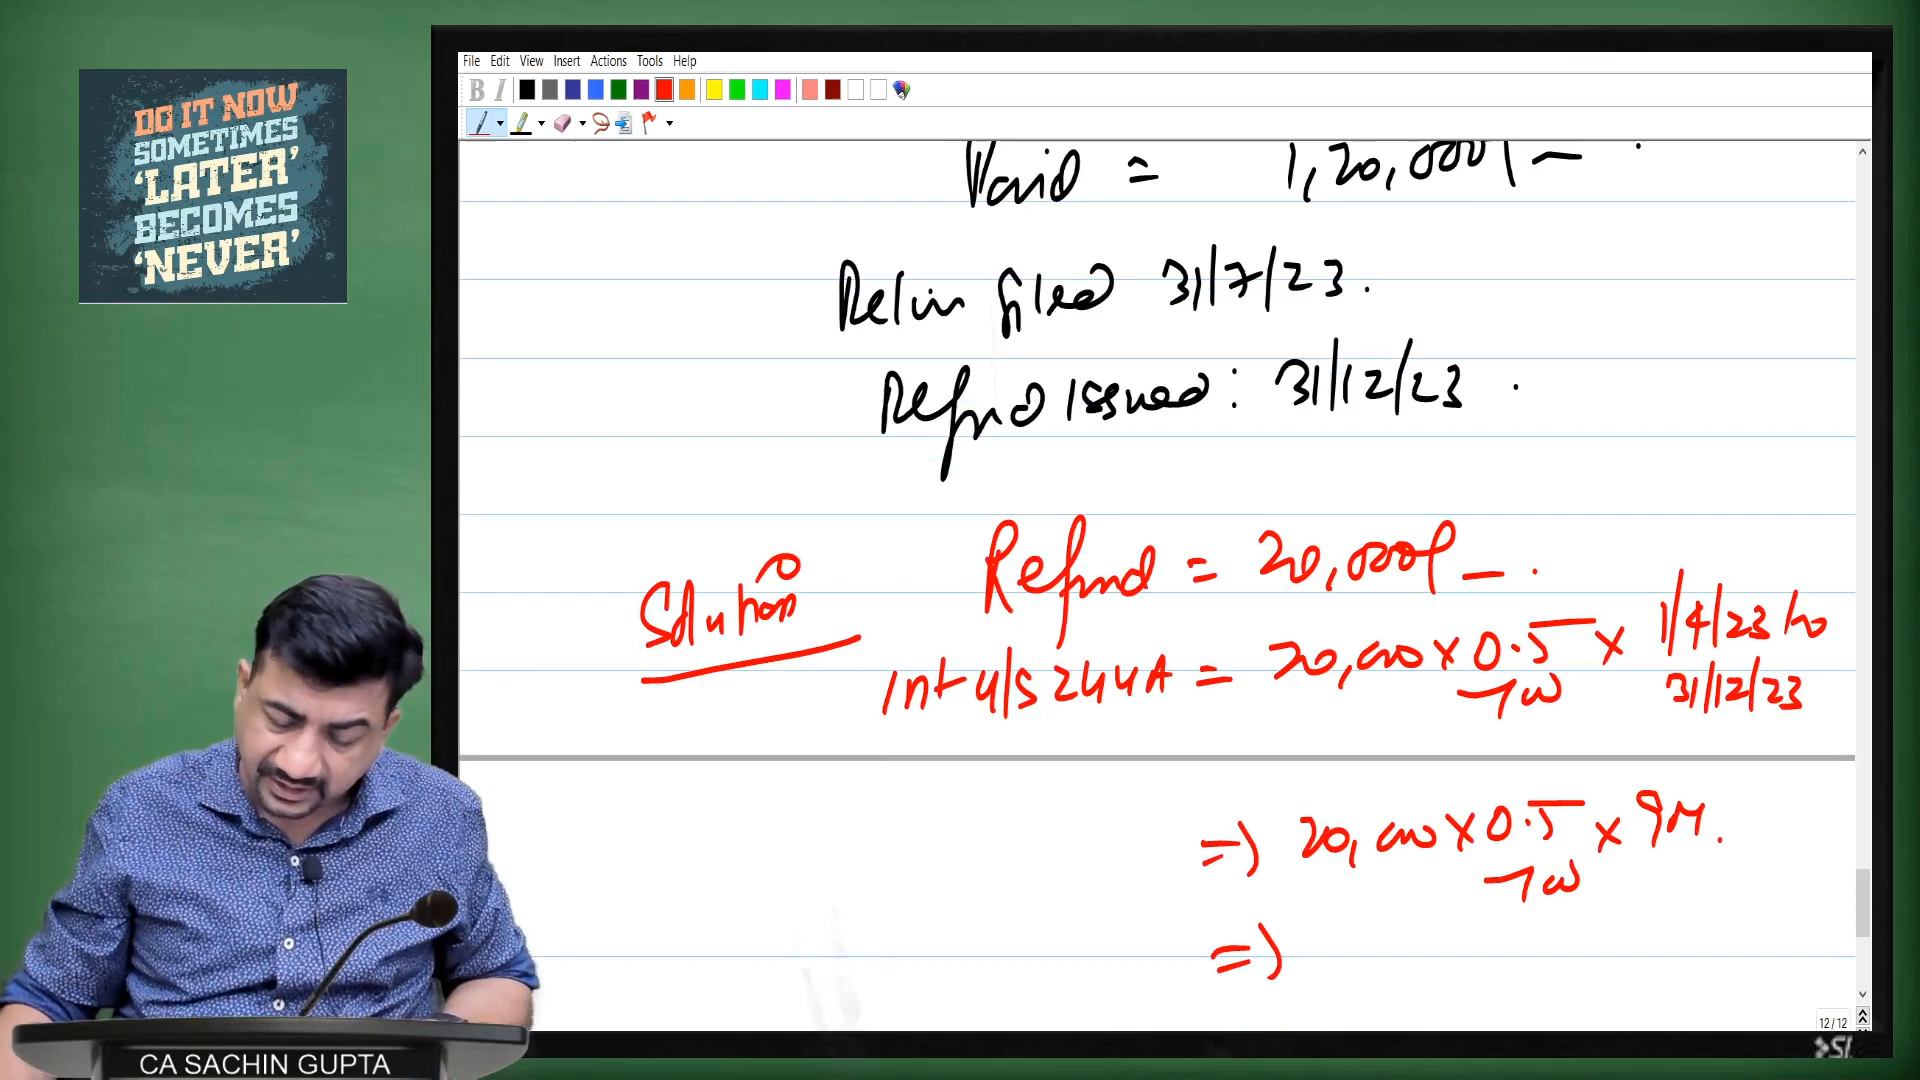 DO IT NOW
SOMETIMES
'LATER'
BECOMES
'NEVER'
File Edit View Insert Actions Tools Help
B I
Paid = 1,20,000/-
Return filed 31/7/23.
Refund Issued: 31/12/23.
Solution
Refund = 20,000/-.
Int u/s 244A = 20,000 × 0.5/100 × 1/4/23 to 31/12/23
=> 20,000 × 0.5/100 × 9M.
=>
12/12
CA SACHIN GUPTA